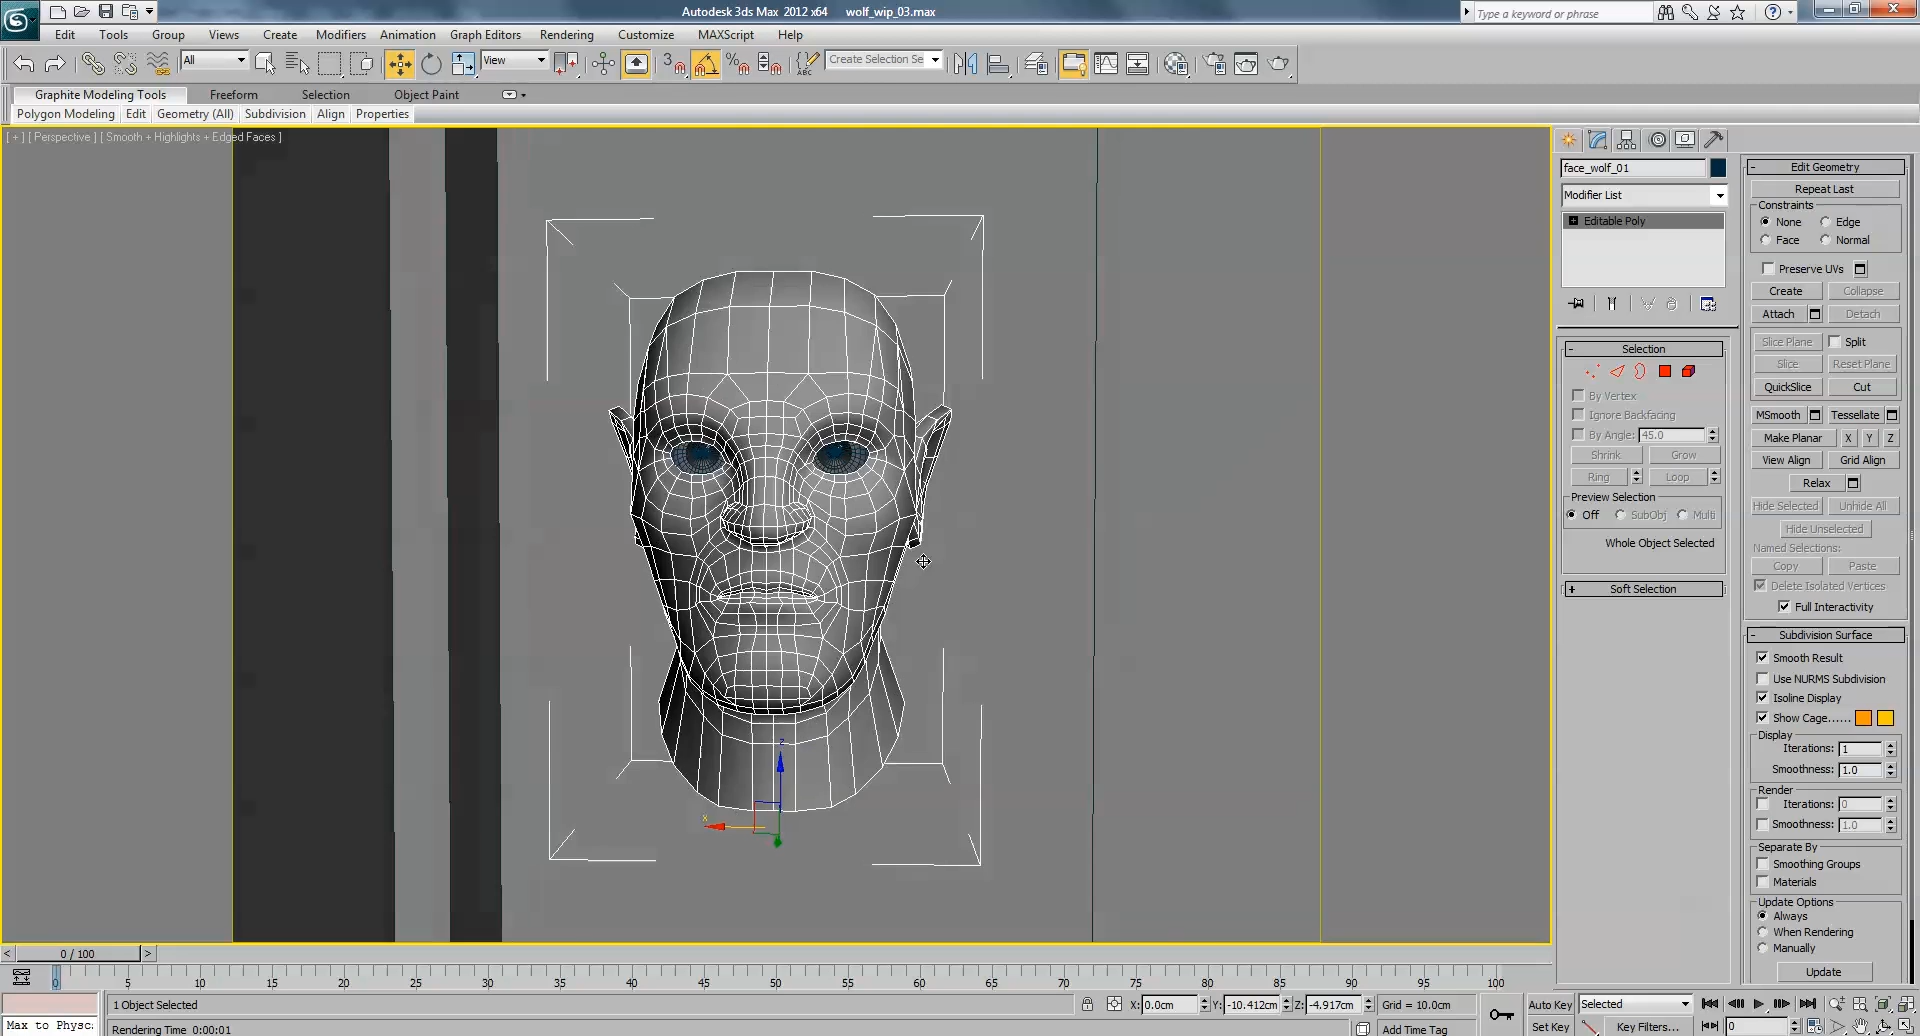 Autodesk 3ds Max 2012 x64 wolf_wip_03.max
Type a keyword or phrase
Edit Tools Group Views Create Modifiers Animation Graph Editors Rendering Customize MAXScript Help
All View 3 Create Selection Se
Graphite Modeling Tools Freeform Selection Object Paint
Polygon Modeling Edit Geometry (All) Subdivision Align Properties
[ + ] [ Perspective ] [ Smooth + Highlights + Edged Faces ]
z
x
face_wolf_01
Modifier List
Editable Poly
Selection
By Vertex
Ignore Backfacing
By Angle: 45.0
Shrink Grow
Ring Loop
Preview Selection
Off SubObj Multi
Whole Object Selected
Soft Selection
Edit Geometry
Repeat Last
Constraints
None Edge
Face Normal
Preserve UVs
Create Collapse
Attach Detach
Slice Plane Split
Slice Reset Plane
QuickSlice Cut
MSmooth Tessellate
Make Planar X Y Z
View Align Grid Align
Relax
Hide Selected Unhide All
Hide Unselected
Named Selections:
Copy Paste
Delete Isolated Vertices
Full Interactivity
Subdivision Surface
Smooth Result
Use NURMS Subdivision
Isoline Display
Show Cage......
Display
Iterations: 1
Smoothness: 1.0
Render
Iterations: 0
Smoothness: 1.0
Separate By
Smoothing Groups
Materials
Update Options
Always
When Rendering
Manually
Update
< 0 / 100 >
0 5 10 15 20 25 30 35 40 45 50 55 60 65 70 75 80 85 90 95 100
1 Object Selected X: 0.0cm Y: -10.412cm Z: -4.917cm Grid = 10.0cm Auto Key Selected
Max to Physc: Rendering Time 0:00:01 Add Time Tag Set Key Key Filters... 0